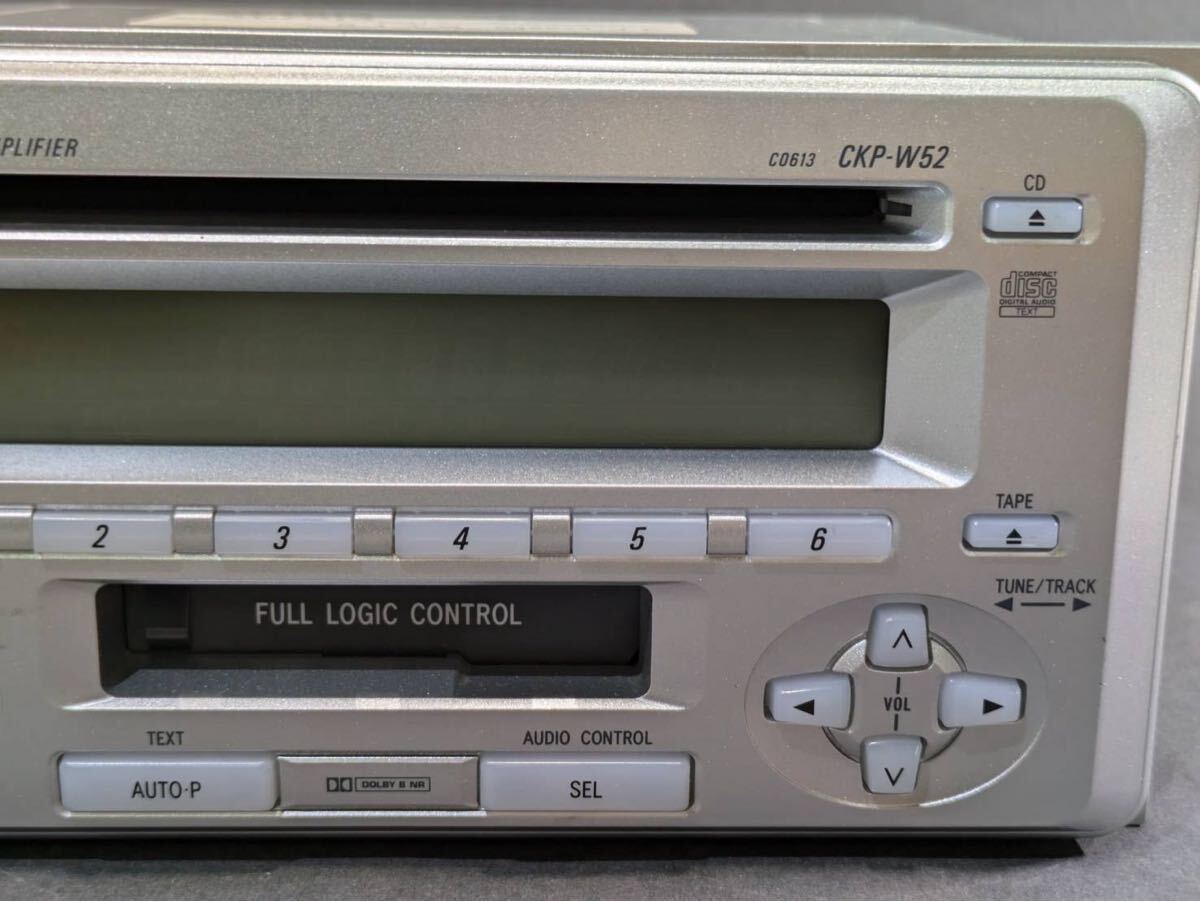 PLIFIER
C0613 CKP-W52
CD
COMPACT
disc
DIGITAL AUDIO
TEXT
TAPE
2 3 4 5 6
TUNE/TRACK
FULL LOGIC CONTROL
VOL
TEXT
AUDIO CONTROL
AUTO·P
DOLBY B NR
SEL